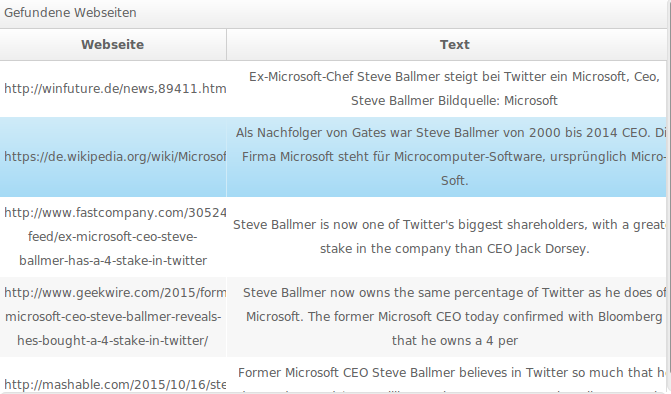 Gefundene Webseiten
Webseite Text
http://winfuture.de/news,89411.htm
Ex-Microsoft-Chef Steve Ballmer steigt bei Twitter ein Microsoft, Ceo,
Steve Ballmer Bildquelle: Microsoft
https://de.wikipedia.org/wiki/Microsof
Als Nachfolger von Gates war Steve Ballmer von 2000 bis 2014 CEO. Di
Firma Microsoft steht für Microcomputer-Software, ursprünglich Micro-
Soft.
http://www.fastcompany.com/30524
feed/ex-microsoft-ceo-steve-
ballmer-has-a-4-stake-in-twitter
Steve Ballmer is now one of Twitter's biggest shareholders, with a great
stake in the company than CEO Jack Dorsey.
http://www.geekwire.com/2015/form
microsoft-ceo-steve-ballmer-reveals-
hes-bought-a-4-stake-in-twitter/
Steve Ballmer now owns the same percentage of Twitter as he does of
Microsoft. The former Microsoft CEO today confirmed with Bloomberg
that he owns a 4 per
http://mashable.com/2015/10/16/ste
Former Microsoft CEO Steve Ballmer believes in Twitter so much that h